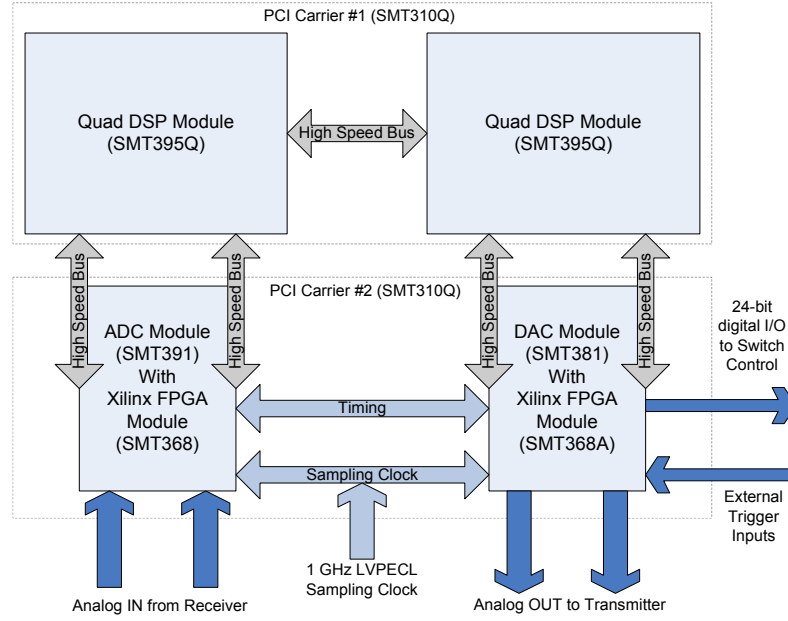 PCI Carrier #1 (SMT310Q)
Quad DSP Module
(SMT395Q)
High Speed Bus
Quad DSP Module
(SMT395Q)
High Speed Bus
High Speed Bus
High Speed Bus
High Speed Bus
PCI Carrier #2 (SMT310Q)
ADC Module
(SMT391)
With
Xilinx FPGA
Module
(SMT368)
DAC Module
(SMT381)
With
Xilinx FPGA
Module
(SMT368A)
24-bit
digital I/O
to Switch
Control
Timing
Sampling Clock
External
Trigger
Inputs
1 GHz LVPECL
Sampling Clock
Analog IN from Receiver
Analog OUT to Transmitter